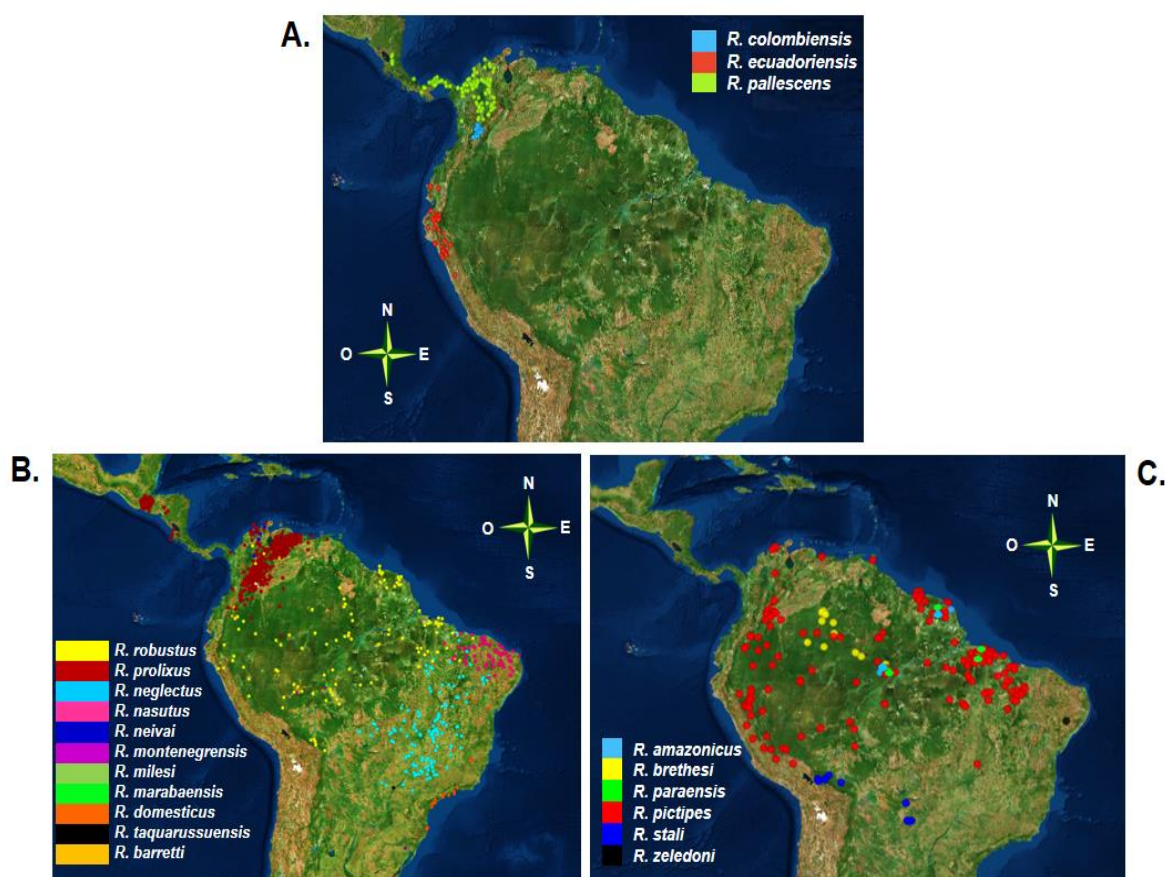 A.
R. colombiensis
R. ecuadoriensis
R. pallescens
N
O E
S
B.
N
O E
S
R. robustus
R. prolixus
R. neglectus
R. nasutus
R. neivai
R. montenegrensis
R. milesi
R. marabaensis
R. domesticus
R. taquarussuensis
R. barretti
C.
N
O E
S
R. amazonicus
R. brethesi
R. paraensis
R. pictipes
R. stali
R. zeledoni